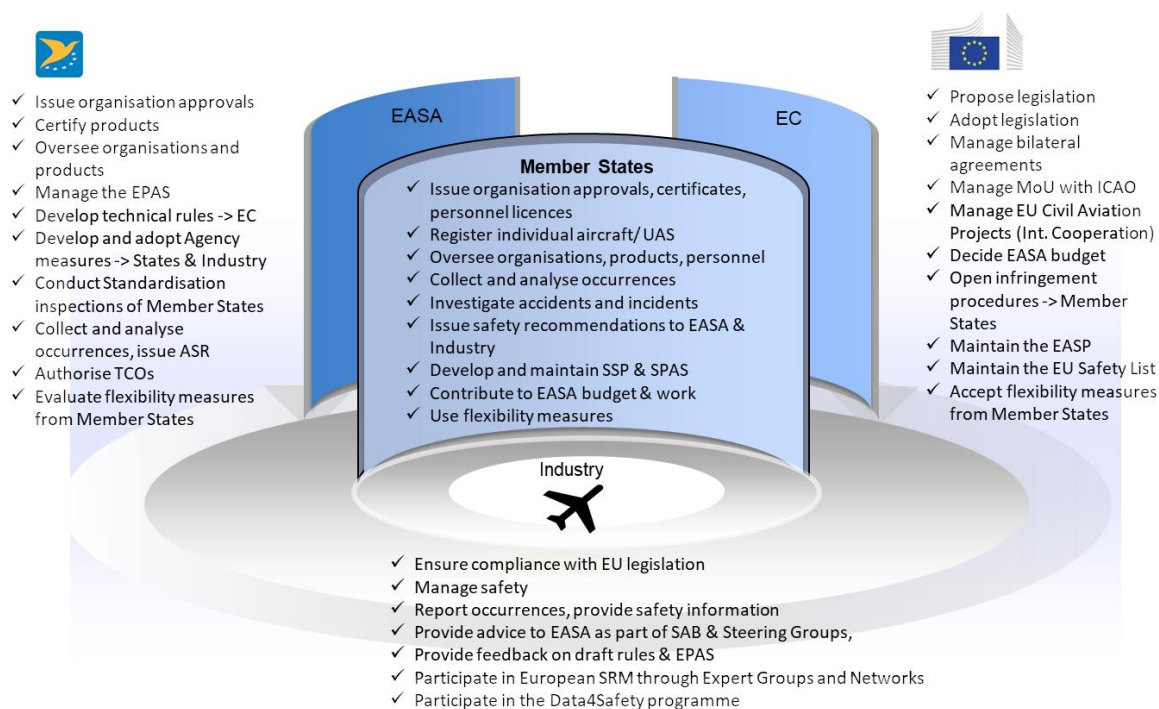 ✓ Issue organisation approvals
✓ Certify products
✓ Oversee organisations and
products
✓ Manage the EPAS
✓ Develop technical rules -> EC
✓ Develop and adopt Agency
measures -> States & Industry
✓ Conduct Standardisation
inspections of Member States
✓ Collect and analyse
occurrences, issue ASR
✓ Authorise TCOs
✓ Evaluate flexibility measures
from Member States
EASA
EC
Member States
✓ Issue organisation approvals, certificates,
personnel licences
✓ Register individual aircraft/ UAS
✓ Oversee organisations, products, personnel
✓ Collect and analyse occurrences
✓ Investigate accidents and incidents
✓ Issue safety recommendations to EASA &
Industry
✓ Develop and maintain SSP & SPAS
✓ Contribute to EASA budget & work
✓ Use flexibility measures
✓ Propose legislation
✓ Adopt legislation
✓ Manage bilateral
agreements
✓ Manage MoU with ICAO
✓ Manage EU Civil Aviation
Projects (Int. Cooperation)
✓ Decide EASA budget
✓ Open infringement
procedures -> Member
States
✓ Maintain the EASP
✓ Maintain the EU Safety List
✓ Accept flexibility measures
from Member States
Industry
✓ Ensure compliance with EU legislation
✓ Manage safety
✓ Report occurrences, provide safety information
✓ Provide advice to EASA as part of SAB & Steering Groups,
✓ Provide feedback on draft rules & EPAS
✓ Participate in European SRM through Expert Groups and Networks
✓ Participate in the Data4Safety programme